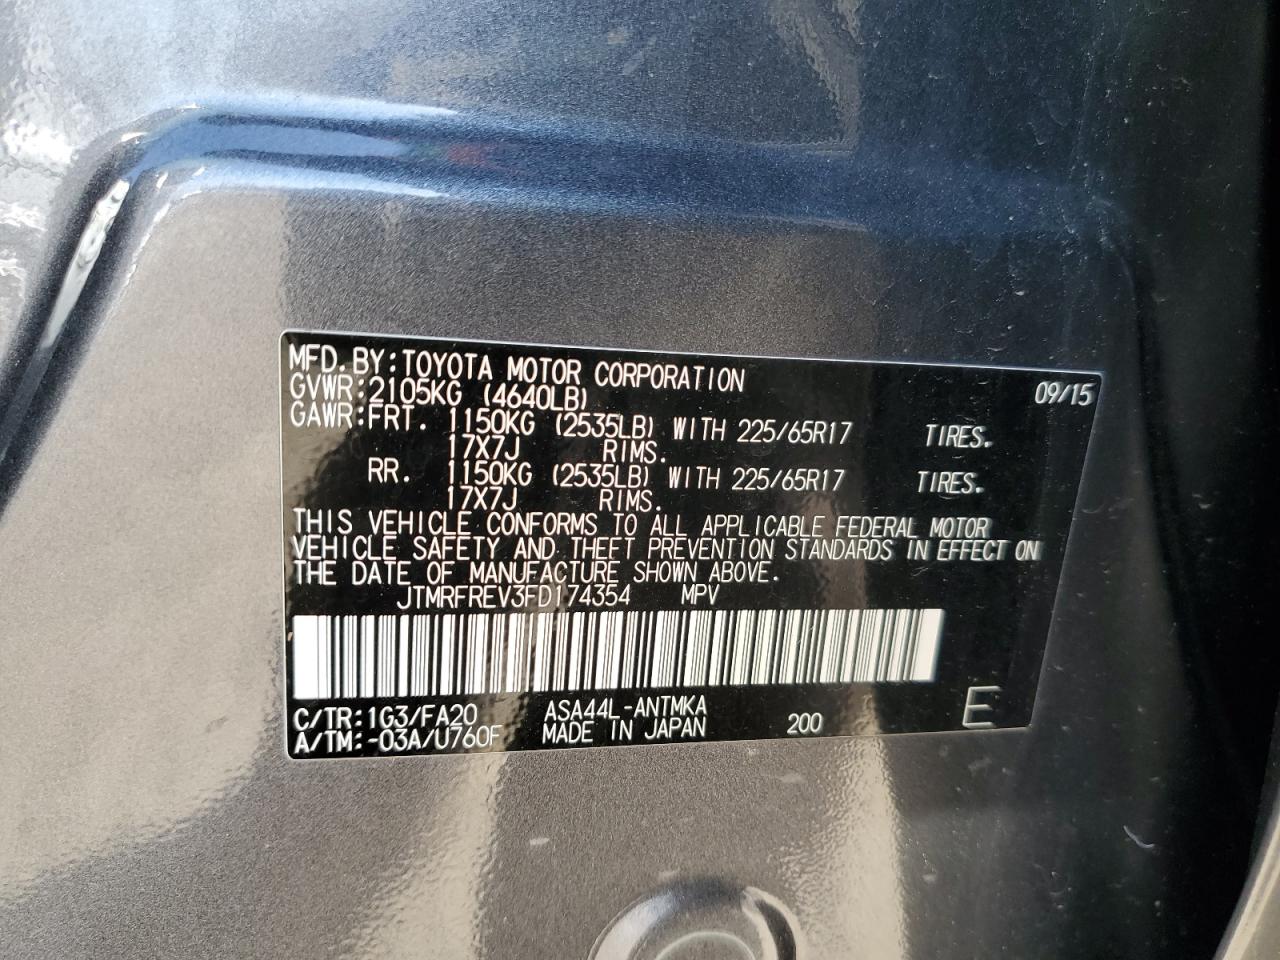 MFD. BY: TOYOTA MOTOR CORPORATION 09/15
GVWR: 2105KG (4640LB)
GAWR: FRT. 1150KG (2535LB) WITH 225/65R17 TIRES.
17X7J RIMS.
RR. 1150KG (2535LB) WITH 225/65R17 TIRES.
17X7J RIMS.
THIS VEHICLE CONFORMS TO ALL APPLICABLE FEDERAL MOTOR
VEHICLE SAFETY AND THEFT PREVENTION STANDARDS IN EFFECT ON
THE DATE OF MANUFACTURE SHOWN ABOVE.
JTMRFREV3FD174354 MPV
C/TR: 1G3/FA20 ASA44L-ANTMKA
A/TM: -03A/U760F MADE IN JAPAN 200 E